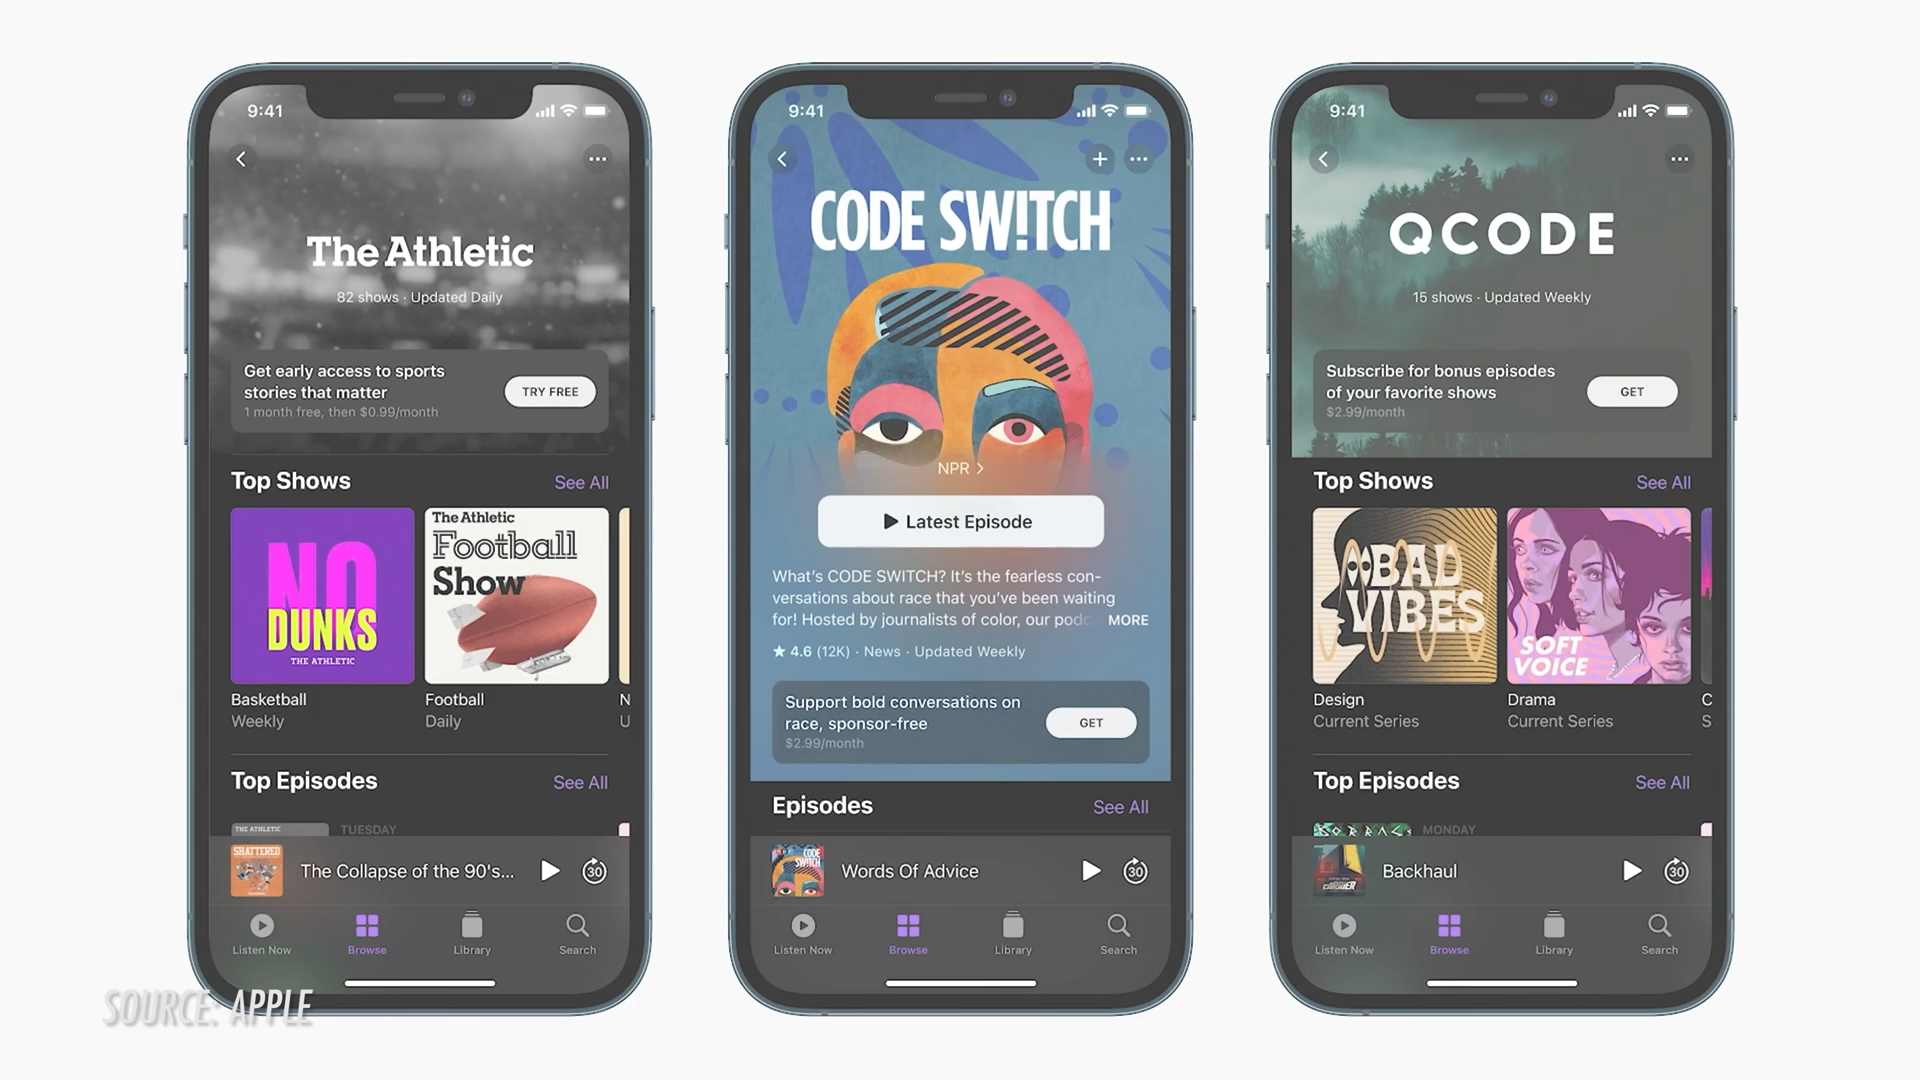 9:41
The Athletic
82 shows · Updated Daily
Get early access to sports
stories that matter
1 month free, then $0.99/month
TRY FREE
Top Shows
See All
NO
DUNKS
THE ATHLETIC
The Athletic
Football
Show
Basketball
Weekly
Football
Daily
N
U
Top Episodes
See All
THE ATHLETIC
TUESDAY
SHATTERED
The Collapse of the 90's...
30
Listen Now
Browse
Library
Search
9:41
CODE SW!TCH
NPR
Latest Episode
What's CODE SWITCH? It's the fearless con-
versations about race that you've been waiting
for! Hosted by journalists of color, our podc
MORE
4.6 (12K) · News · Updated Weekly
Support bold conversations on
race, sponsor-free
$2.99/month
GET
Episodes
See All
CODE
SW!TCH
Words Of Advice
30
Listen Now
Browse
Library
Search
9:41
QCODE
15 shows · Updated Weekly
Subscribe for bonus episodes
of your favorite shows
$2.99/month
GET
Top Shows
See All
BAD
VIBES
SOFT
VOICE
Design
Current Series
Drama
Current Series
C
S
Top Episodes
See All
MONDAY
CARRIER
Backhaul
30
Listen Now
Browse
Library
Search
SOURCE: APPLE